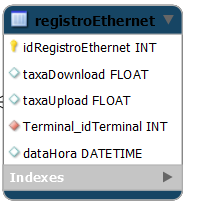 registroEthernet
idRegistroEthernet INT
taxaDownload FLOAT
taxaUpload FLOAT
Terminal_idTerminal INT
dataHora DATETIME
Indexes